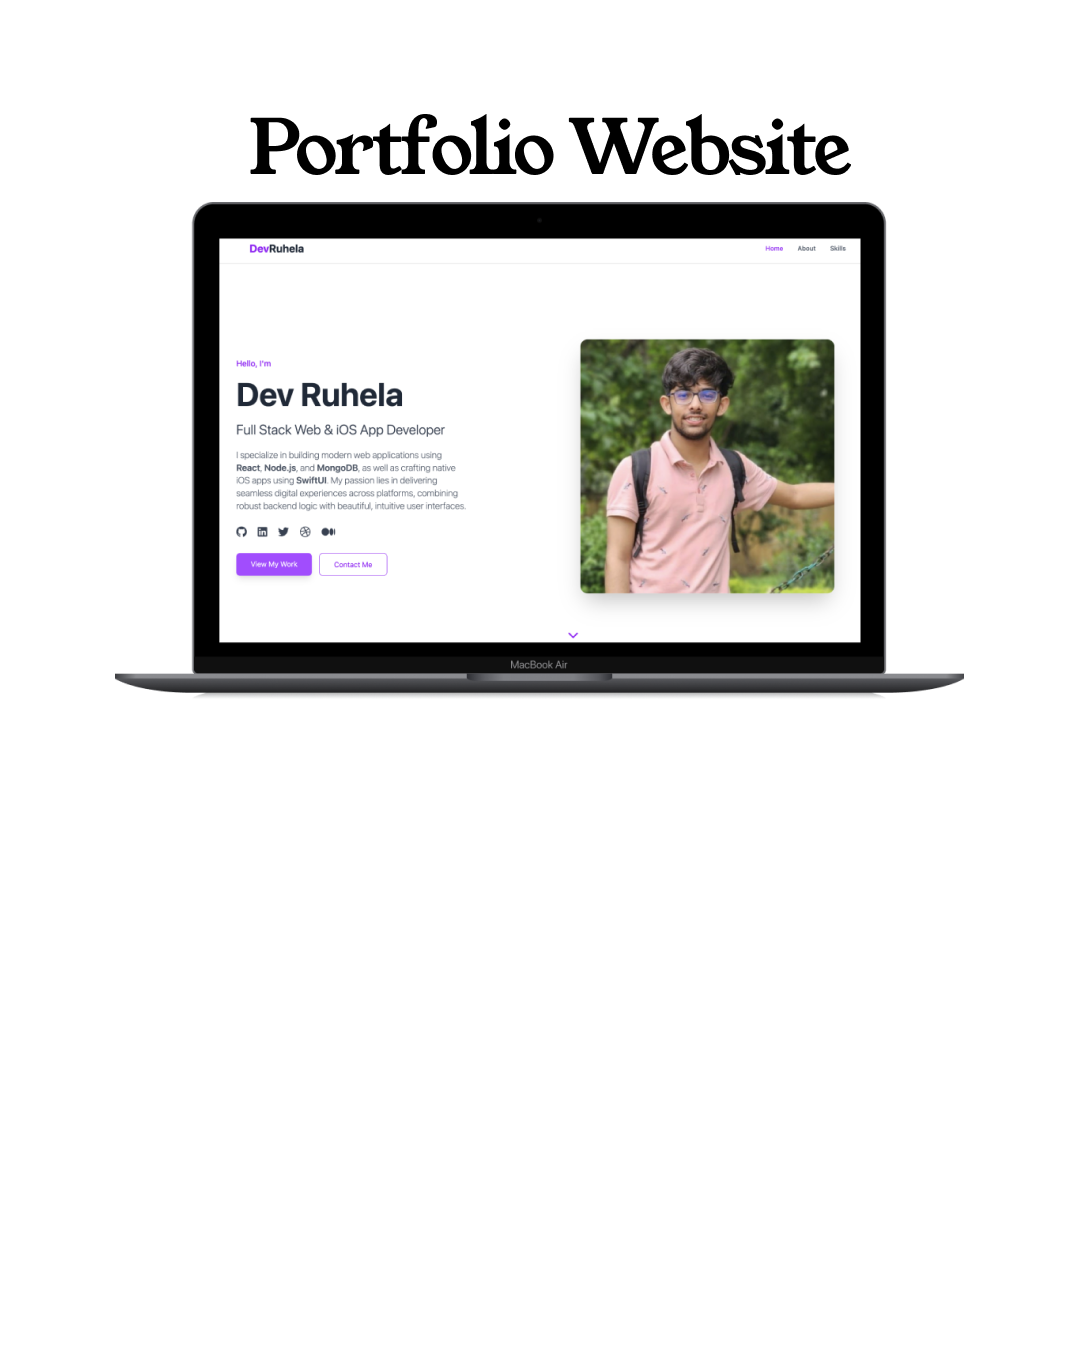 Portfolio Website
DevRuhela
Home About Skills
Hello, I'm
Dev Ruhela
Full Stack Web & iOS App Developer
I specialize in building modern web applications using
React, Node.js, and MongoDB, as well as crafting native
iOS apps using SwiftUI. My passion lies in delivering
seamless digital experiences across platforms, combining
robust backend logic with beautiful, intuitive user interfaces.
View My Work Contact Me
MacBook Air